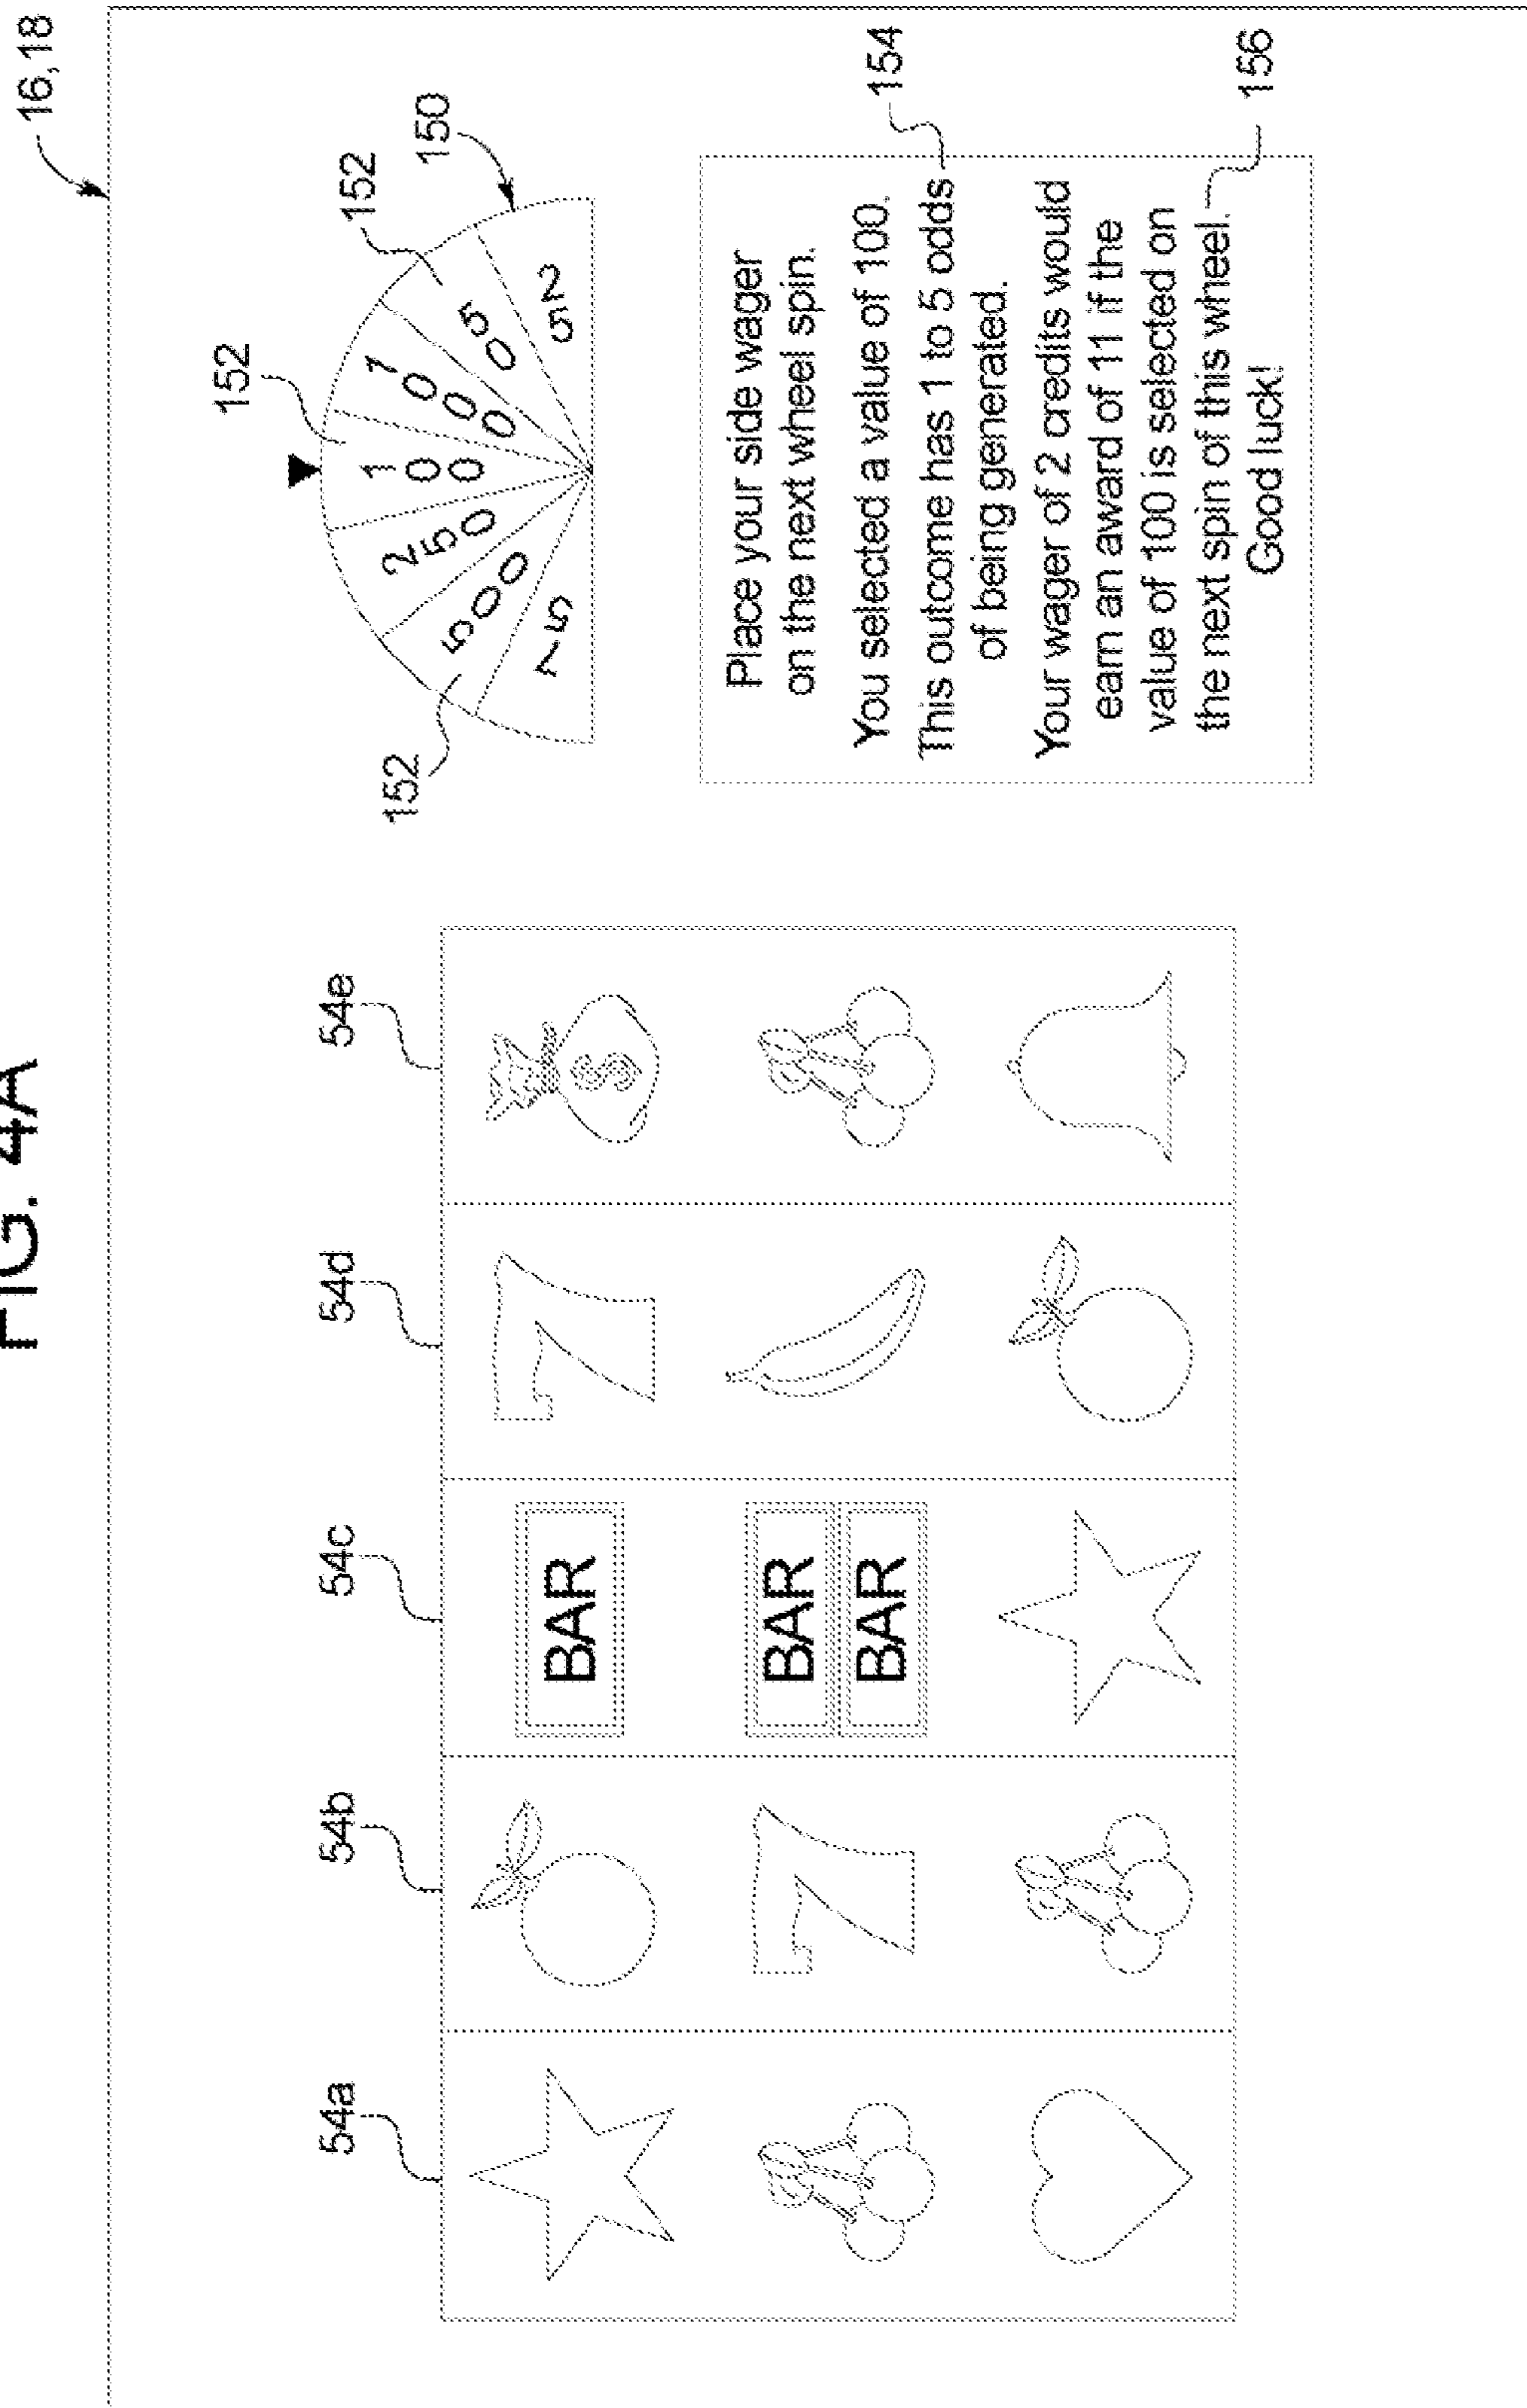 FIG. 4A
16,18
54a
54b
54c
54d
54e
BAR
BAR
BAR
7
7
$
152
152
152
150
75
500
250
100
1000
50
25
Place your side wager
on the next wheel spin.
You selected a value of 100.
This outcome has 1 to 5 odds
of being generated.
Your wager of 2 credits would
earn an award of 11 if the
value of 100 is selected on
the next spin of this wheel.
Good luck!
154
156